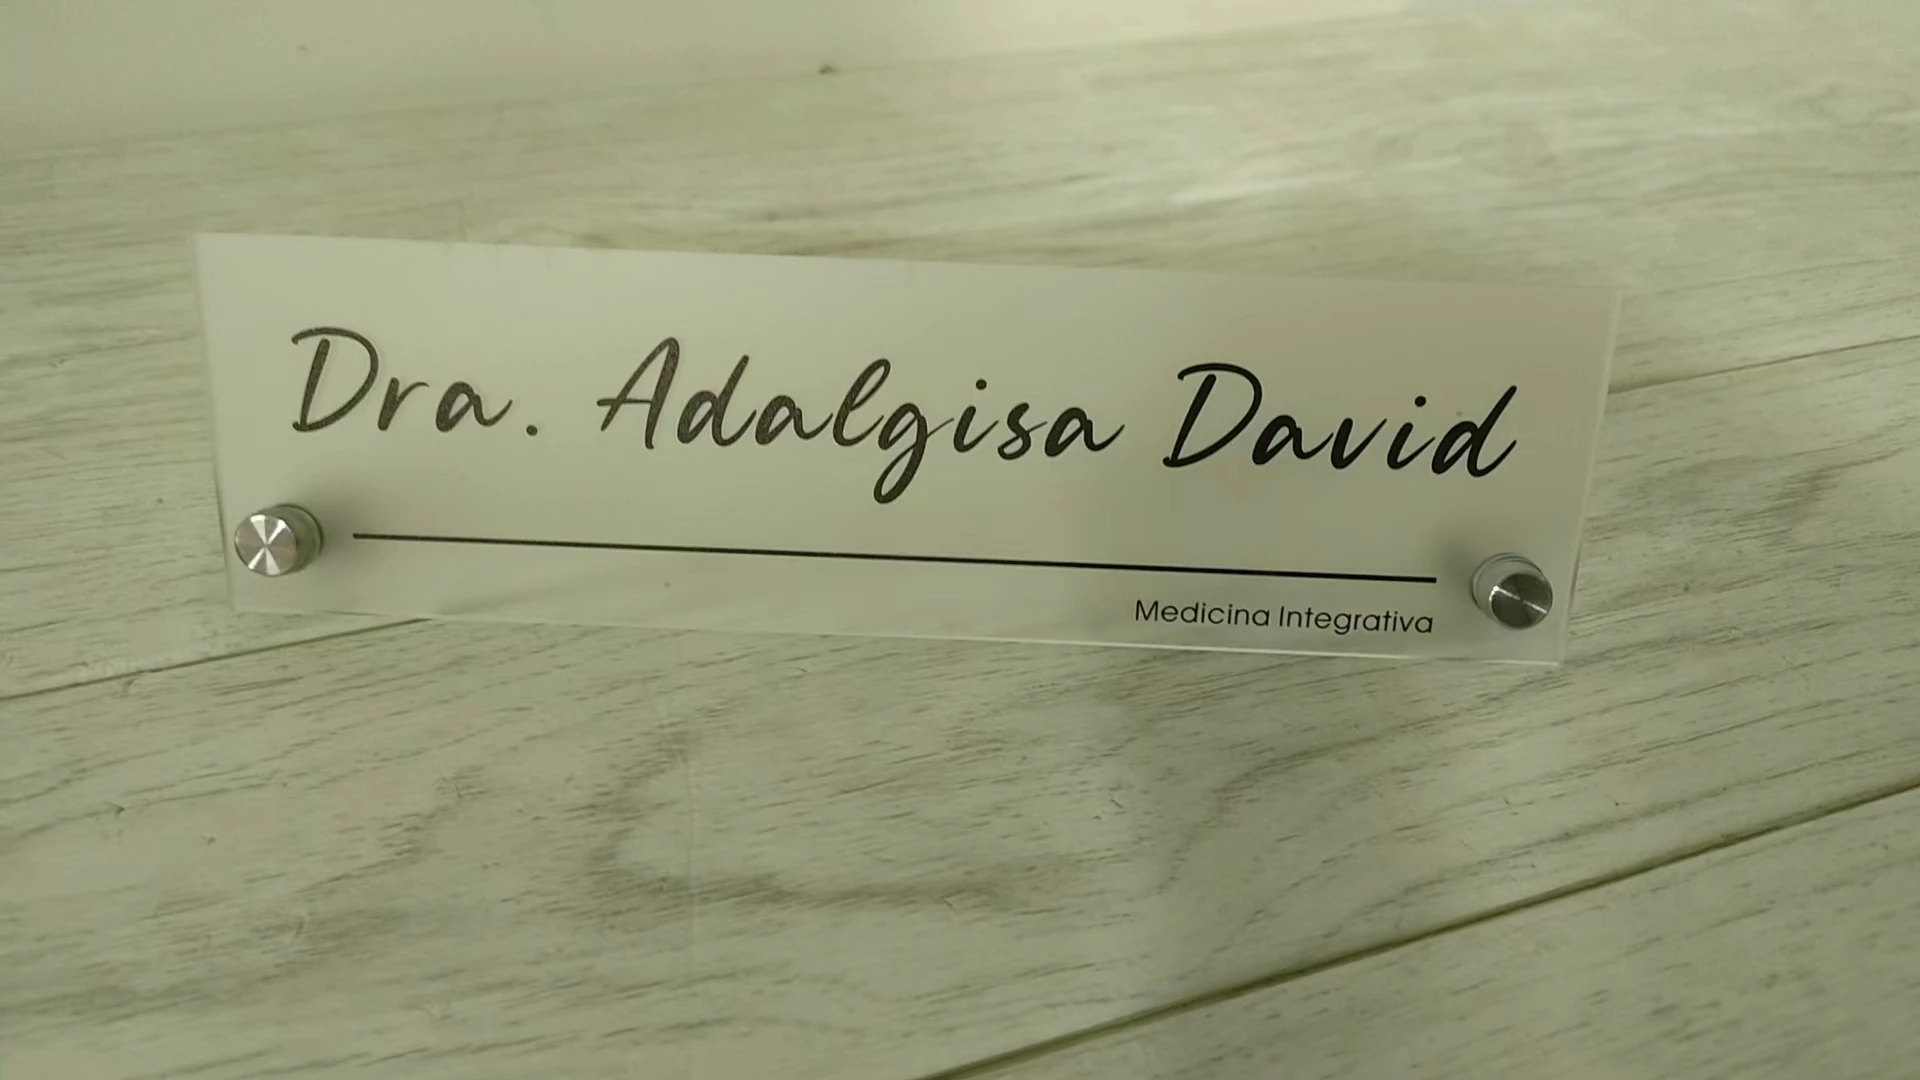 Dra. Adalgisa David
Medicina Integrativa